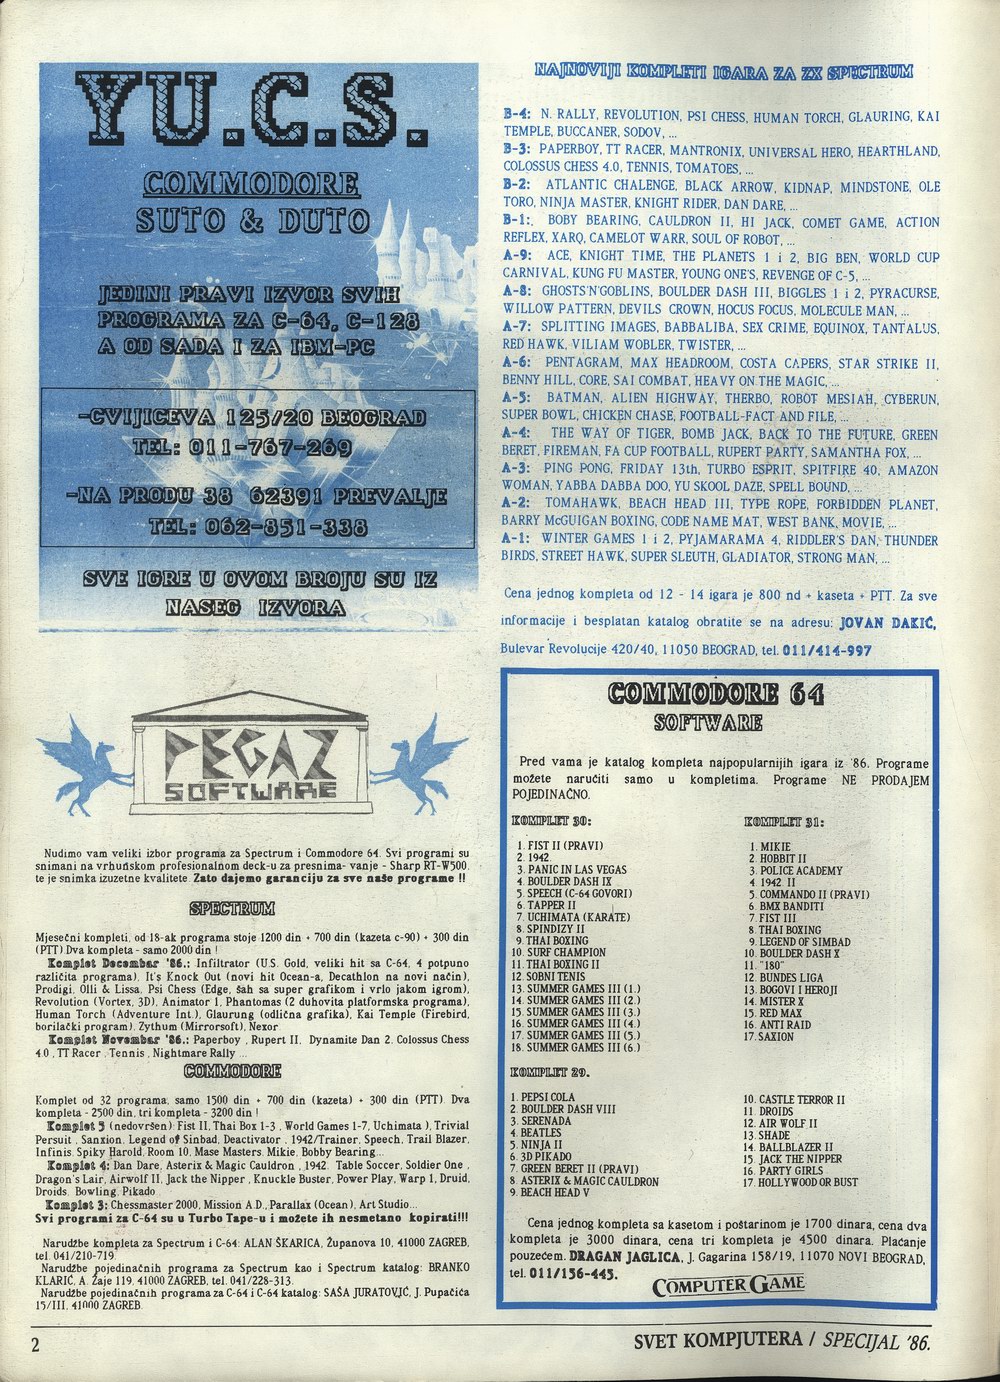 YU.C.S.
COMMODORE
SUTO & DUTO
JEDINI PRAVI IZVOR SVIH
PROGRAMA ZA C-64, C-128
A OD SADA I ZA IBM-PC
-CVIJICEVA 125/20 BEOGRAD
TEL: 011-767-269
-NA PRODU 38 62391 PREVALJE
TEL: 062-851-338
SVE IGRE U OVOM BROJU SU IZ
NASEG IZVORA
NAJNOVIJI KOMPLETI IGARA ZA ZX SPECTRUM
B-4: N. RALLY, REVOLUTION, PSI CHESS, HUMAN TORCH, GLAURING, KAI
TEMPLE, BUCCANER, SODOV, ...
B-3: PAPERBOY, TT RACER, MANTRONIX, UNIVERSAL HERO, HEARTHLAND,
COLOSSUS CHESS 4.0, TENNIS, TOMATOES, ...
B-2: ATLANTIC CHALENGE, BLACK ARROW, KIDNAP, MINDSTONE, OLE
TORO, NINJA MASTER, KNIGHT RIDER, DAN DARE, ...
B-1: BOBY BEARING, CAULDRON II, HI JACK, COMET GAME, ACTION
REFLEX, XARQ, CAMELOT WARR, SOUL OF ROBOT, ...
A-9: ACE, KNIGHT TIME, THE PLANETS 1 i 2, BIG BEN, WORLD CUP
CARNIVAL, KUNG FU MASTER, YOUNG ONE'S, REVENGE OF C-5, ...
A-8: GHOSTS'N'GOBLINS, BOULDER DASH III, BIGGLES 1 i 2, PYRACURSE,
WILLOW PATTERN, DEVILS CROWN, HOCUS FOCUS, MOLECULE MAN, ...
A-7: SPLITTING IMAGES, BABBALIBA, SEX CRIME, EQUINOX, TANTALUS,
RED HAWK, VILIAM WOBLER, TWISTER, ...
A-6: PENTAGRAM, MAX HEADROOM, COSTA CAPERS, STAR STRIKE II,
BENNY HILL, CORE, SAI COMBAT, HEAVY ON THE MAGIC, ...
A-5: BATMAN, ALIEN HIGHWAY, THERBO, ROBOT MESIAH, CYBERUN,
SUPER BOWL, CHICKEN CHASE, FOOTBALL-FACT AND FILE, ...
A-4: THE WAY OF TIGER, BOMB JACK, BACK TO THE FUTURE, GREEN
BERET, FIREMAN, FA CUP FOOTBALL, RUPERT PARTY, SAMANTHA FOX, ...
A-3: PING PONG, FRIDAY 13th, TURBO ESPRIT, SPITFIRE 40, AMAZON
WOMAN, YABBA DABBA DOO, YU SKOOL DAZE, SPELL BOUND, ...
A-2: TOMAHAWK, BEACH HEAD III, TYPE ROPE, FORBIDDEN PLANET,
BARRY McGUIGAN BOXING, CODE NAME MAT, WEST BANK, MOVIE, ...
A-1: WINTER GAMES 1 i 2, PYJAMARAMA 4, RIDDLER'S DAN, THUNDER
BIRDS, STREET HAWK, SUPER SLEUTH, GLADIATOR, STRONG MAN, ...
Cena jednog kompleta od 12 - 14 igara je 800 nd + kaseta + PTT. Za sve
informacije i besplatan katalog obratite se na adresu: JOVAN DAKIĆ,
Bulevar Revolucije 420/40, 11050 BEOGRAD, tel. 011/414-997
PEGAZ
SOFTWARE
Nudimo vam veliki izbor programa za Spectrum i Commodore 64. Svi programi su
snimani na vrhunskom profesionalnom deck-u za presnima- vanje - Sharp RT-W500,
te je snimka izuzetne kvalitete. Zato dajemo garanciju za sve naše programe !!
SPECTRUM
Mjesečni kompleti, od 18-ak programa stoje 1200 din + 700 din (kazeta c-90) + 300 din
(PTT) Dva kompleta - samo 2000 din !
Komplet Decembar '86.: Infiltrator (U.S. Gold, veliki hit sa C-64, 4 potpuno
različita programa), It's Knock Out (novi hit Ocean-a, Decathlon na novi način),
Prodigi, Olli & Lissa, Psi Chess (Edge, šah sa super grafikom i vrlo jakom igrom),
Revolution (Vortex, 3D), Animator 1, Phantomas (2 duhovita platformska programa),
Human Torch (Adventure Int.), Glaurung (odlična grafika), Kai Temple (Firebird,
borilački program), Zythum (Mirrorsoft), Nexor
Komplet Novembar '86.: Paperboy , Rupert II, Dynamite Dan 2, Colossus Chess
4.0 , TT Racer , Tennis , Nightmare Rally ...
COMMODORE
Komplet od 32 programa, samo 1500 din + 700 din (kazeta) + 300 din (PTT). Dva
kompleta - 2500 din, tri kompleta - 3200 din !
Komplet 5 (nedovršen): Fist II, Thai Box 1-3 , World Games 1-7, Uchimata ), Trivial
Persuit , Sanxion, Legend of Sinbad, Deactivator , 1942/Trainer, Speech, Trail Blazer,
Infinis, Spiky Harold, Room 10, Mase Masters, Mikie, Bobby Bearing...
Komplet 4: Dan Dare, Asterix & Magic Cauldron , 1942, Table Soccer, Soldier One ,
Dragon's Lair, Airwolf II, Jack the Nipper , Knuckle Buster, Power Play, Warp 1, Druid,
Droids, Bowling, Pikado...
Komplet 3: Chessmaster 2000, Mission A.D., Parallax (Ocean), Art Studio...
Svi programi za C-64 su u Turbo Tape-u i možete ih nesmetano kopirati!!!
Narudžbe kompleta za Spectrum i C-64: ALAN ŠKARICA, Županova 10, 41000 ZAGREB,
tel. 041/210-719
Narudžbe pojedinačnih programa za Spectrum kao i Spectrum katalog: BRANKO
KLARIĆ, A. Žaje 119, 41000 ZAGREB, tel. 041/228-313.
Narudžbe pojedinačnih programa za C-64 i C-64 katalog: SAŠA JURATOVIĆ, J. Pupačića
15/III, 41000 ZAGREB.
COMMODORE 64
SOFTWARE
Pred vama je katalog kompleta najpopularnijih igara iz '86. Programe
možete naručiti samo u kompletima. Programe NE PRODAJEM
POJEDINAČNO.
KOMPLET 30:
1. FIST II (PRAVI)
2. 1942
3. PANIC IN LAS VEGAS
4. BOULDER DASH IX
5. SPEECH (C-64 GOVORI)
6. TAPPER II
7. UCHIMATA (KARATE)
8. SPINDIZY II
9. THAI BOXING
10. SURF CHAMPION
11. THAI BOXING II
12. SOBNI TENIS
13. SUMMER GAMES III (1.)
14. SUMMER GAMES III (2.)
15. SUMMER GAMES III (3.)
16. SUMMER GAMES III (4.)
17. SUMMER GAMES III (5.)
18. SUMMER GAMES III (6.)
KOMPLET 31:
1. MIKIE
2. HOBBIT II
3. POLICE ACADEMY
4. 1942 II
5. COMMANDO II (PRAVI)
6. BMX BANDITI
7. FIST III
8. THAI BOXING
9. LEGEND OF SIMBAD
10. BOULDER DASH X
11. "180"
12. BUNDES LIGA
13. BOGOVI I HEROJI
14. MISTER X
15. RED MAX
16. ANTI RAID
17. SAXION
KOMPLET 29.
1. PEPSI COLA
2. BOULDER DASH VIII
3. SERENADA
4. BEATLES
5. NINJA II
6. 3D PIKADO
7. GREEN BERET II (PRAVI)
8. ASTERIX & MAGIC CAULDRON
9. BEACH HEAD V
10. CASTLE TERROR II
11. DROIDS
12. AIR WOLF II
13. SHADE
14. BALLBLAZER II
15. JACK THE NIPPER
16. PARTY GIRLS
17. HOLLYWOOD OR BUST
Cena jednog kompleta sa kasetom i poštarinom je 1700 dinara, cena dva
kompleta je 3000 dinara, cena tri kompleta je 4500 dinara. Plaćanje
pouzećem. DRAGAN JAGLICA, J. Gagarina 158/19, 11070 NOVI BEOGRAD,
tel. 011/156-445.
COMPUTER GAME
2
SVET KOMPJUTERA / SPECIJAL '86.